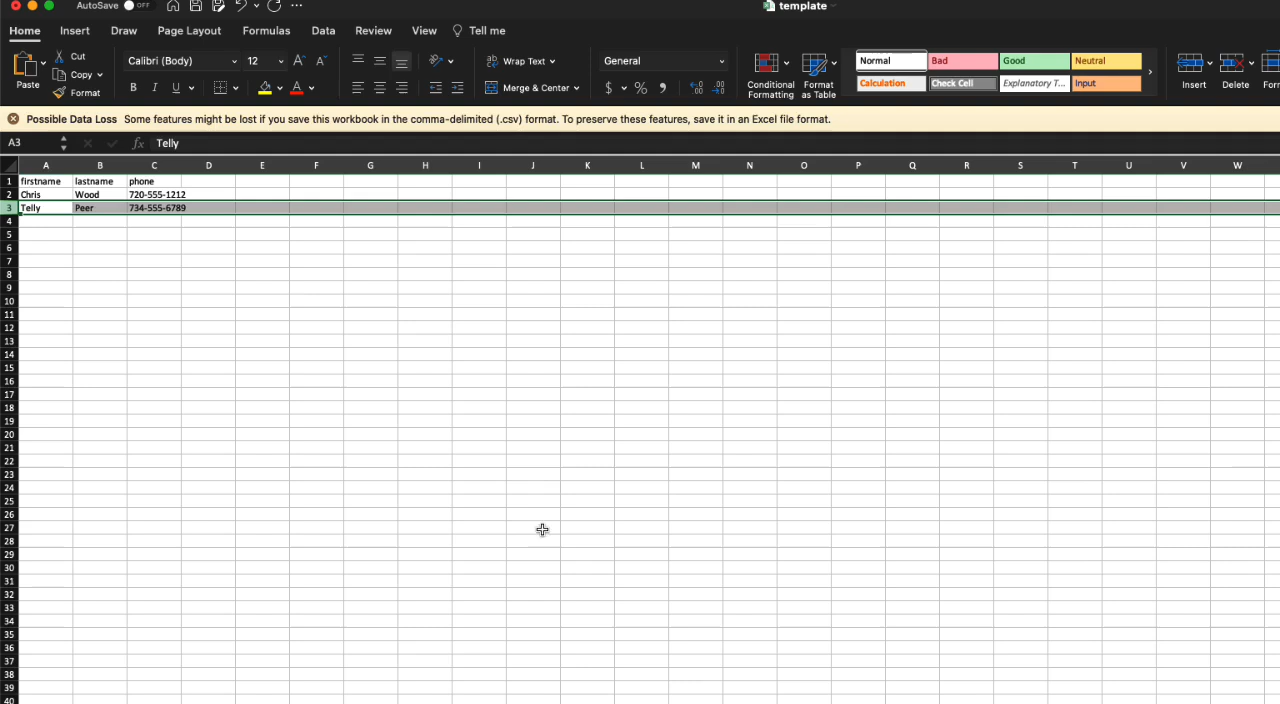 AutoSave OFF template
Home Insert Draw Page Layout Formulas Data Review View Tell me
Paste Cut Copy Format
Calibri (Body) 12 A A
B I U A
Wrap Text
Merge & Center
General
$ %
Conditional Formatting
Format as Table
Normal Bad Good Neutral
Calculation Check Cell Explanatory T... Input
Insert Delete
Possible Data Loss Some features might be lost if you save this workbook in the comma-delimited (.csv) format. To preserve these features, save it in an Excel file format.
A3 fx Telly
A B C D E F G H I J K L M N O P Q R S T U V W
1 firstname lastname phone
2 Chris Wood 720-555-1212
3 Telly Peer 734-555-6789
4
5
6
7
8
9
10
11
12
13
14
15
16
17
18
19
20
21
22
23
24
25
26
27
28
29
30
31
32
33
34
35
36
37
38
39
40